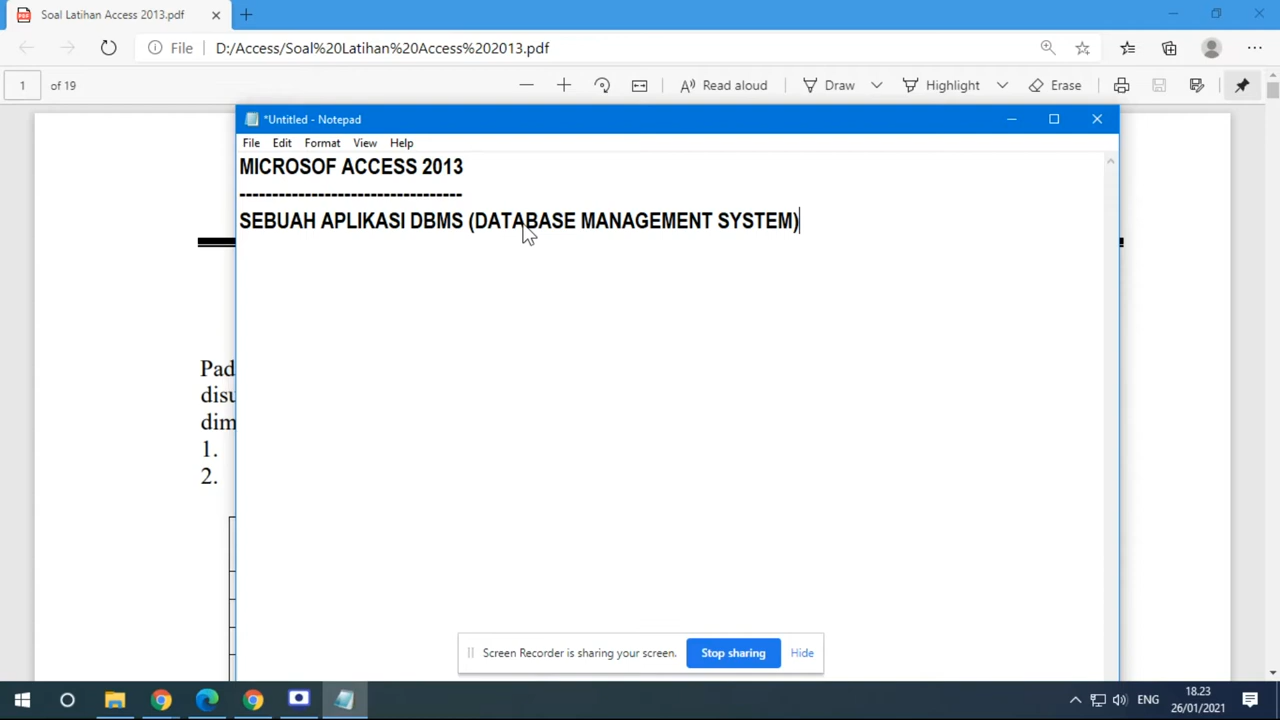 Soal Latihan Access 2013.pdf
File D:/Access/Soal%20Latihan%20Access%202013.pdf
1 of 19 Read aloud Draw Highlight Erase
*Untitled - Notepad
File Edit Format View Help
MICROSOF ACCESS 2013
---------------------------------
SEBUAH APLIKASI DBMS (DATABASE MANAGEMENT SYSTEM)
Pad
disu
dim
1.
2.
Screen Recorder is sharing your screen. Stop sharing Hide
ENG 18.23
26/01/2021